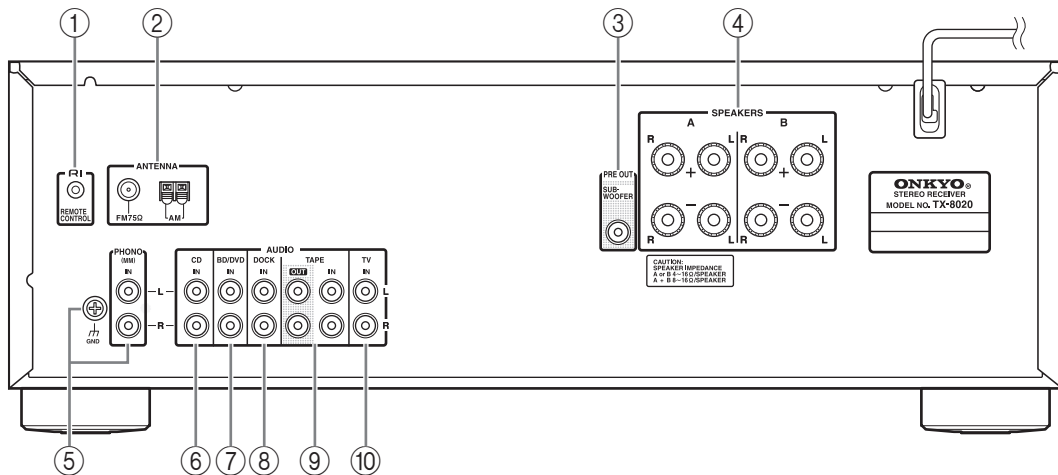 ① ② ③ ④
SPEAKERS
A B
R L R L
+ +
− −
R L R L
ANTENNA
RI
REMOTE CONTROL
FM75Ω
AM
PRE OUT
SUB-
WOOFER
ONKYO®
STEREO RECEIVER
MODEL NO. TX-8020
CAUTION:
SPEAKER IMPEDANCE
A or B 4~16Ω/SPEAKER
A + B 8~16Ω/SPEAKER
PHONO
(MM)
IN
AUDIO
CD BD/DVD DOCK TAPE TV
IN IN IN OUT IN IN
L L
R R
GND
⑤ ⑥ ⑦ ⑧ ⑨ ⑩